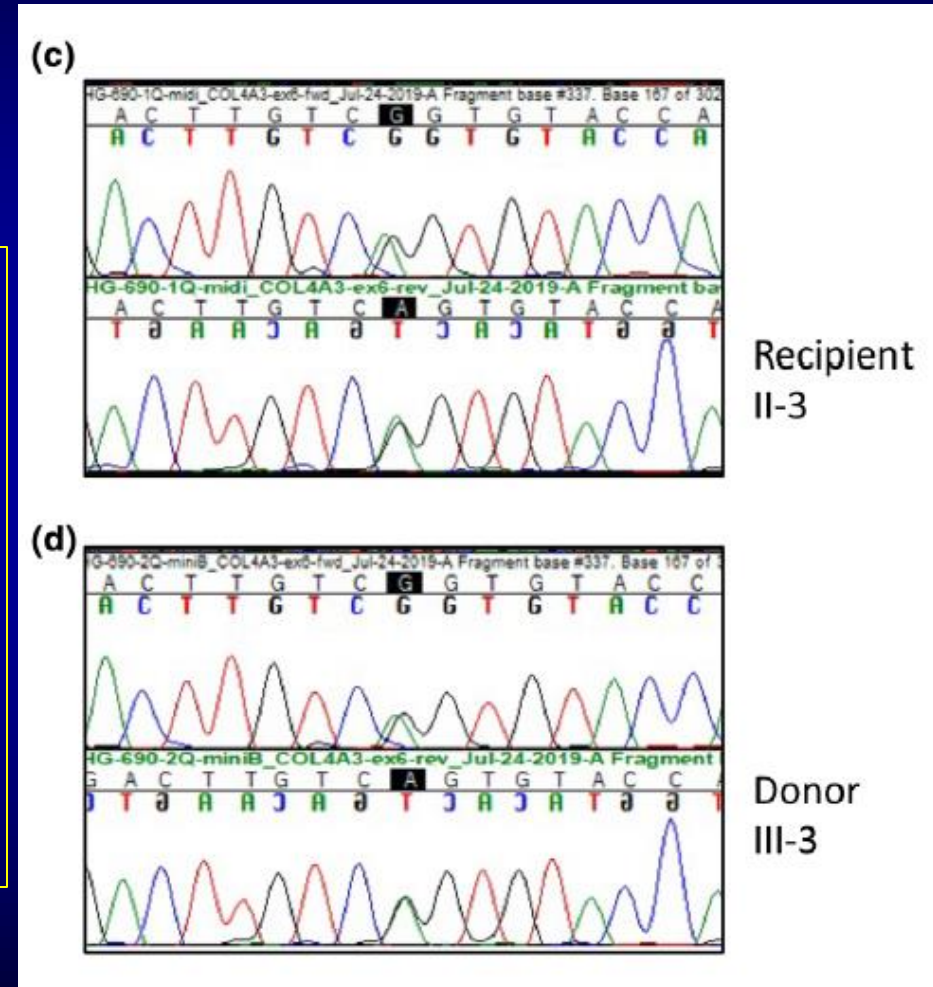 (c)
HG-690-1Q-midi_COL4A3-ex6-fwd_Jul-24-2019-A Fragment base #337. Base 167 of 302
A C T T G T C G G T G T A C C A
A C T T G T C G G T G T A C C A
HG-690-1Q-midi_COL4A3-ex6-rev_Jul-24-2019-A Fragment ba
A C T T G T C A G T G T A C C A
T G A A C A G T C A C A T G G T
Recipient
II-3
(d)
G-690-2Q-miniB_COL4A3-ex6-fwd_Jul-24-2019-A Fragment base #337. Base 167 of
A C T T G T C G G T G T A C C
A C T T G T C G G T G T A C C
HG-690-2Q-miniB_COL4A3-ex6-rev_Jul-24-2019-A Fragment
G A C T T G T C A G T G T A C C A
C T G A A C A G T C A C A T G G T
Donor
III-3